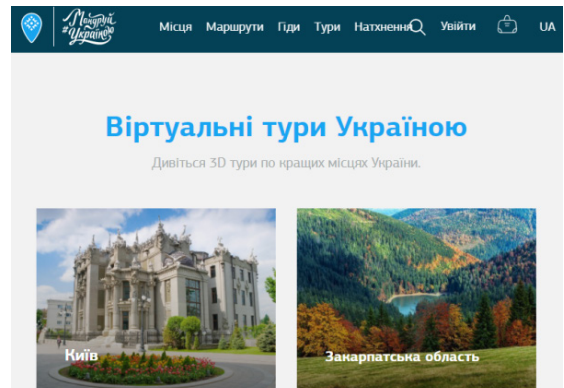 Мандруй
#Україною
Місця Маршрути Гіди Тури Натхнення Увійти UA
Віртуальні тури Україною
Дивіться 3D тури по кращих місцях України.
Київ Закарпатська область